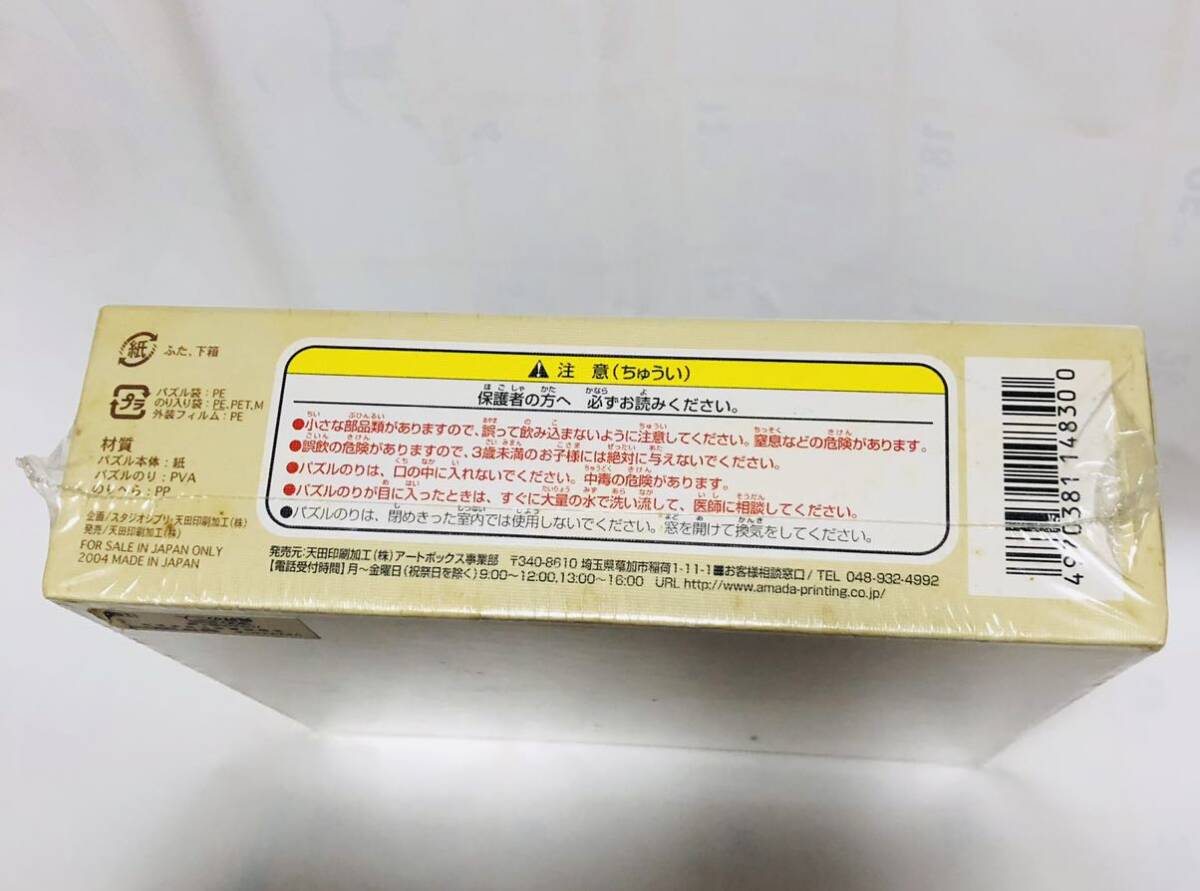 紙 ふた、下箱
プラ パズル袋:PE
のり入り袋:PE,PET,M
外装フィルム:PE
材質
パズル本体:紙
パズルのり:PVA
のりべら:PP
企画/スタジオジブリ・天田印刷加工(株)
発売/天田印刷加工(株)
FOR SALE IN JAPAN ONLY
2004 MADE IN JAPAN
注 意(ちゅうい)
保護者の方へ 必ずお読みください。
●小さな部品類がありますので、誤って飲み込まないように注意してください。窒息などの危険があります。
●誤飲の危険がありますので、3歳未満のお子様には絶対に与えないでください。
●パズルのりは、口の中に入れないでください。中毒の危険があります。
●パズルのりが目に入ったときは、すぐに大量の水で洗い流して、医師に相談してください。
●パズルのりは、閉めきった室内では使用しないでください。窓を開けて換気をしてください。
発売元:天田印刷加工(株)アートボックス事業部 〒340-8610 埼玉県草加市稲荷1-11-1■お客様相談窓口/TEL 048-932-4992
【電話受付時間】月〜金曜日(祝祭日を除く)9:00〜12:00,13:00〜16:00 URL http://www.amada-printing.co.jp/
4970381148300